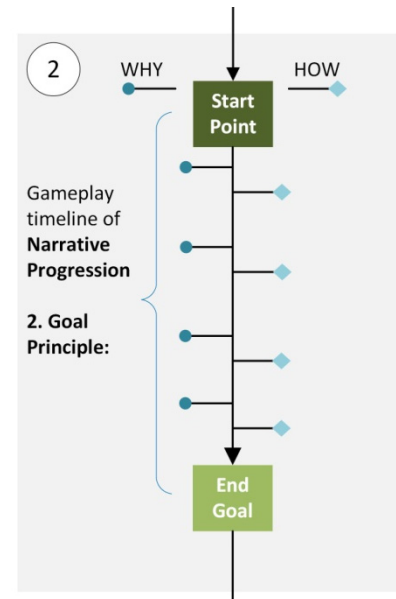 2
WHY
HOW
Start
Point
Gameplay
timeline of
Narrative
Progression
2. Goal
Principle:
End
Goal